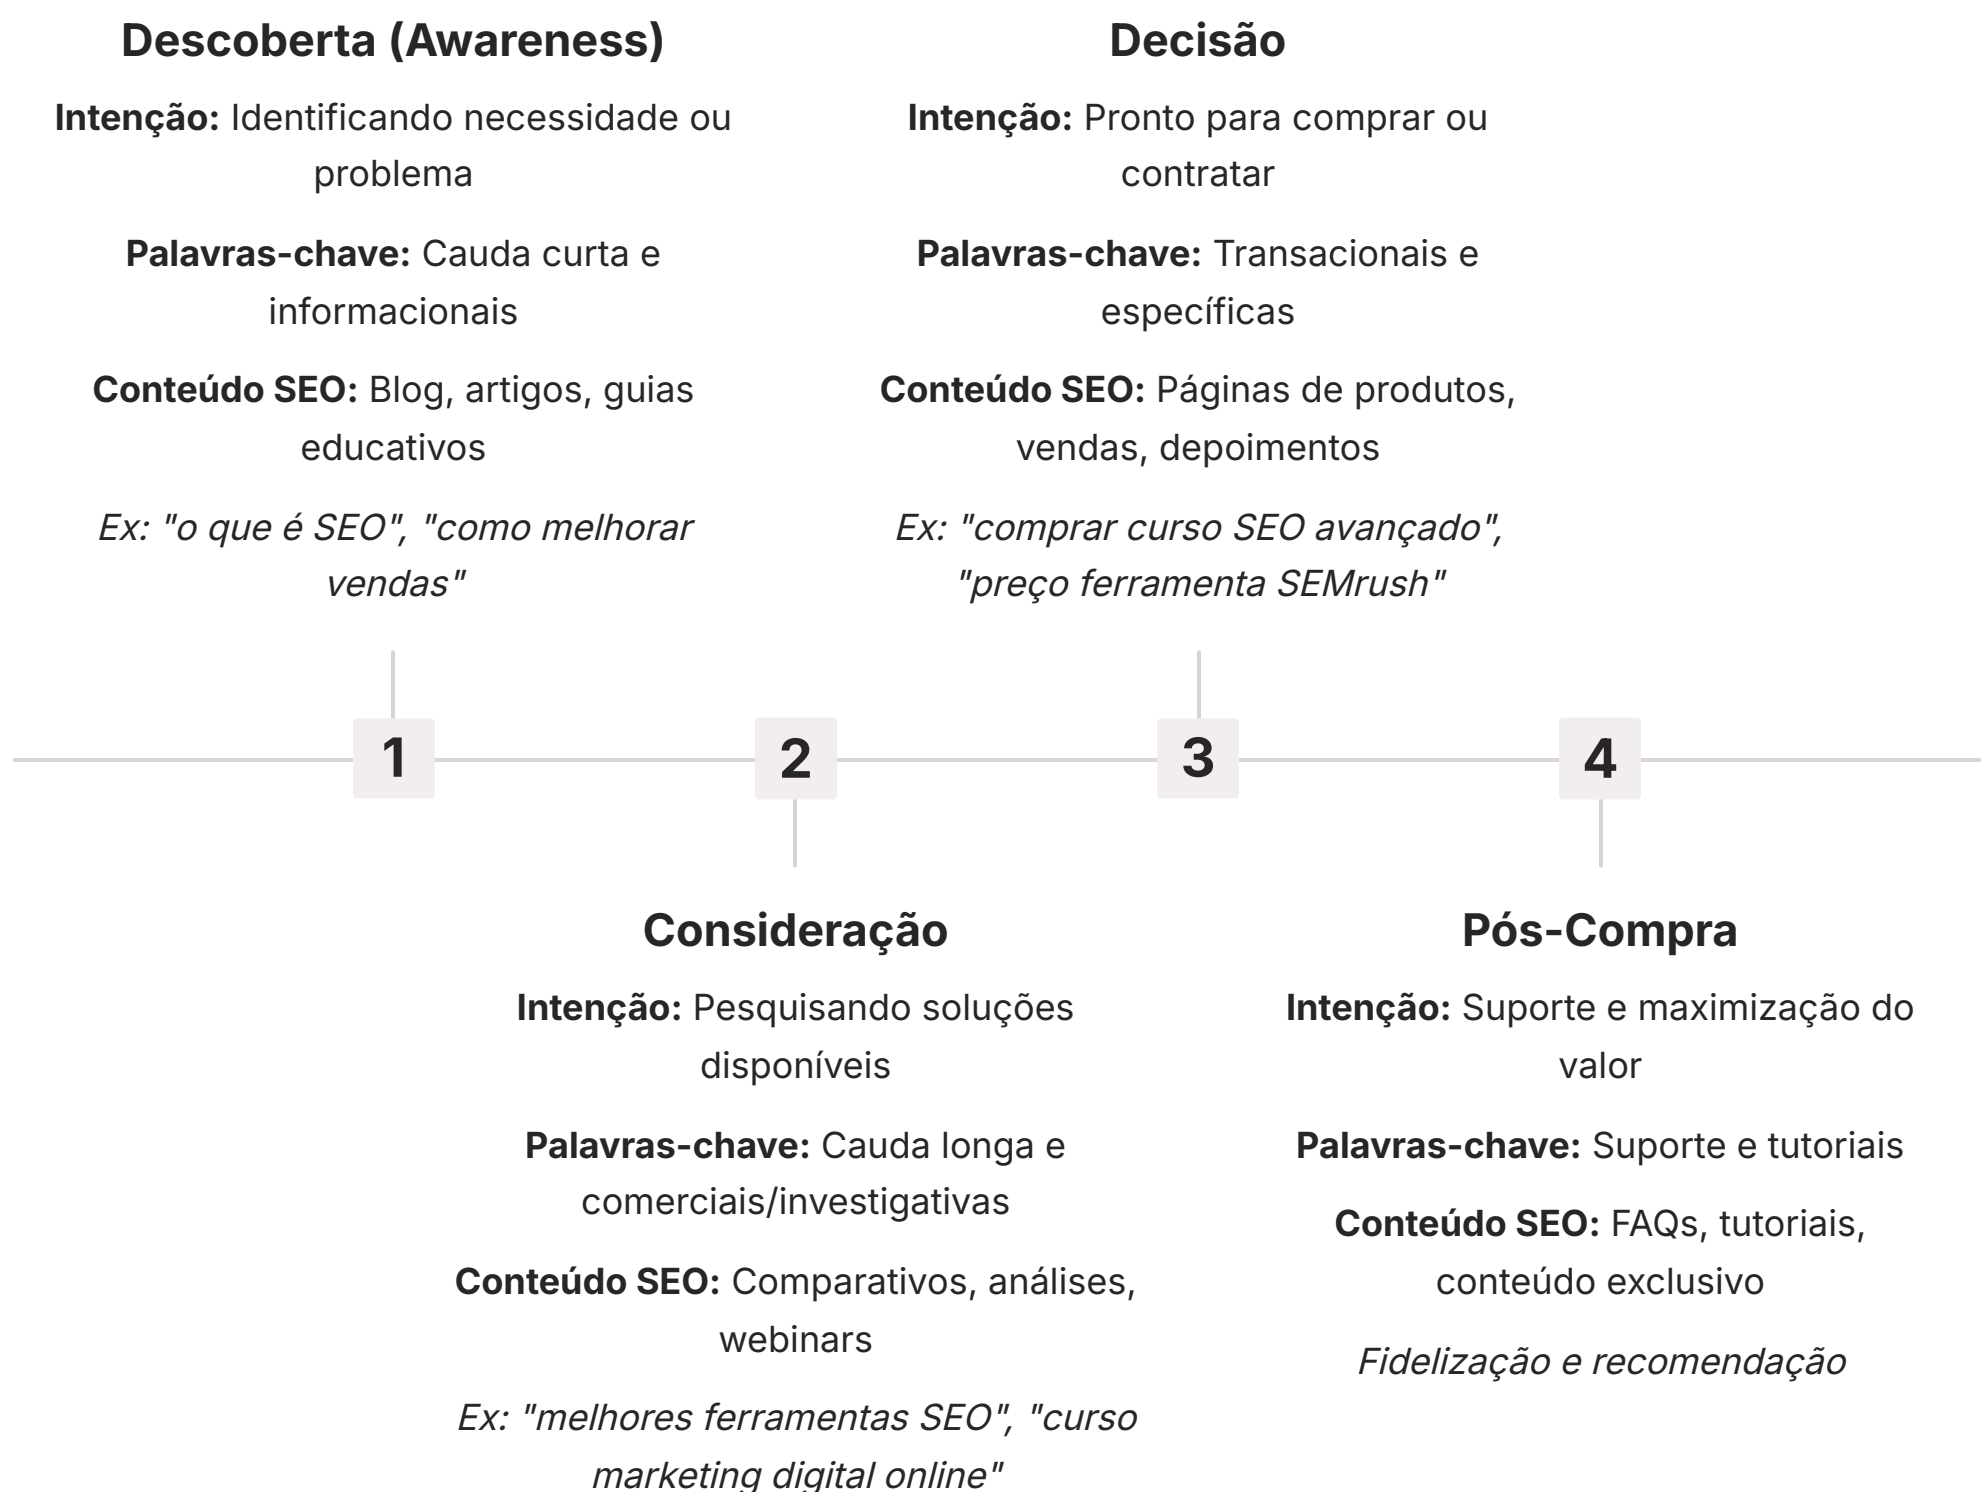 Descoberta (Awareness)
Intenção: Identificando necessidade ou
problema
Palavras-chave: Cauda curta e
informacionais
Conteúdo SEO: Blog, artigos, guias
educativos
Ex: "o que é SEO", "como melhorar
vendas"
Decisão
Intenção: Pronto para comprar ou
contratar
Palavras-chave: Transacionais e
específicas
Conteúdo SEO: Páginas de produtos,
vendas, depoimentos
Ex: "comprar curso SEO avançado",
"preço ferramenta SEMrush"
1
2
3
4
Consideração
Intenção: Pesquisando soluções
disponíveis
Palavras-chave: Cauda longa e
comerciais/investigativas
Conteúdo SEO: Comparativos, análises,
webinars
Ex: "melhores ferramentas SEO", "curso
marketing digital online"
Pós-Compra
Intenção: Suporte e maximização do
valor
Palavras-chave: Suporte e tutoriais
Conteúdo SEO: FAQs, tutoriais,
conteúdo exclusivo
Fidelização e recomendação